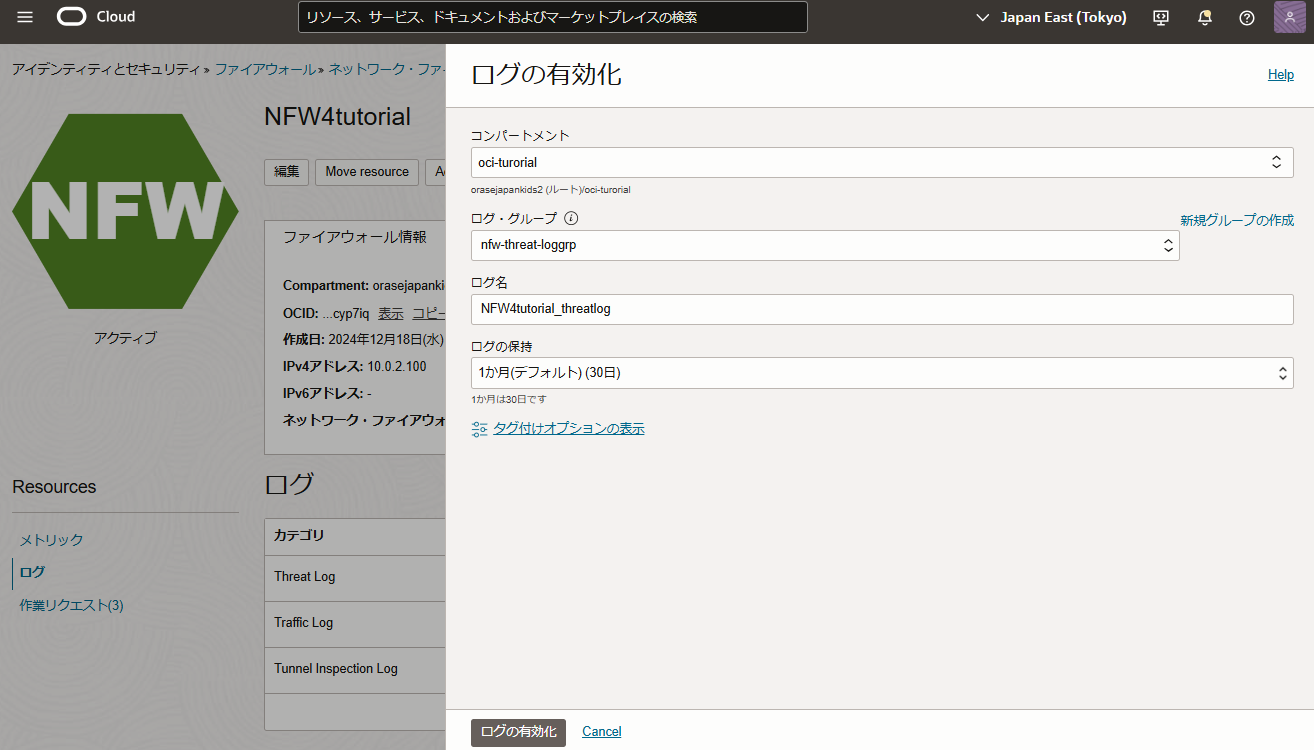 Cloud
リソース、サービス、ドキュメントおよびマーケットプレイスの検索
Japan East (Tokyo)
アイデンティティとセキュリティ » ファイアウォール » ネットワーク・ファ
NFW
アクティブ
NFW4tutorial
編集 Move resource
ファイアウォール情報
Compartment: orasejapanki
OCID: ...cyp7iq 表示 コピー
作成日: 2024年12月18日(水)
IPv4アドレス: 10.0.2.100
IPv6アドレス: -
ネットワーク・ファイアウォ
Resources
メトリック
ログ
作業リクエスト(3)
ログ
カテゴリ
Threat Log
Traffic Log
Tunnel Inspection Log
ログの有効化
Help
コンパートメント
oci-turorial
orasejapankids2 (ルート)/oci-turorial
ログ・グループ
新規グループの作成
nfw-threat-loggrp
ログ名
NFW4tutorial_threatlog
ログの保持
1か月(デフォルト) (30日)
1か月は30日です
タグ付けオプションの表示
ログの有効化 Cancel